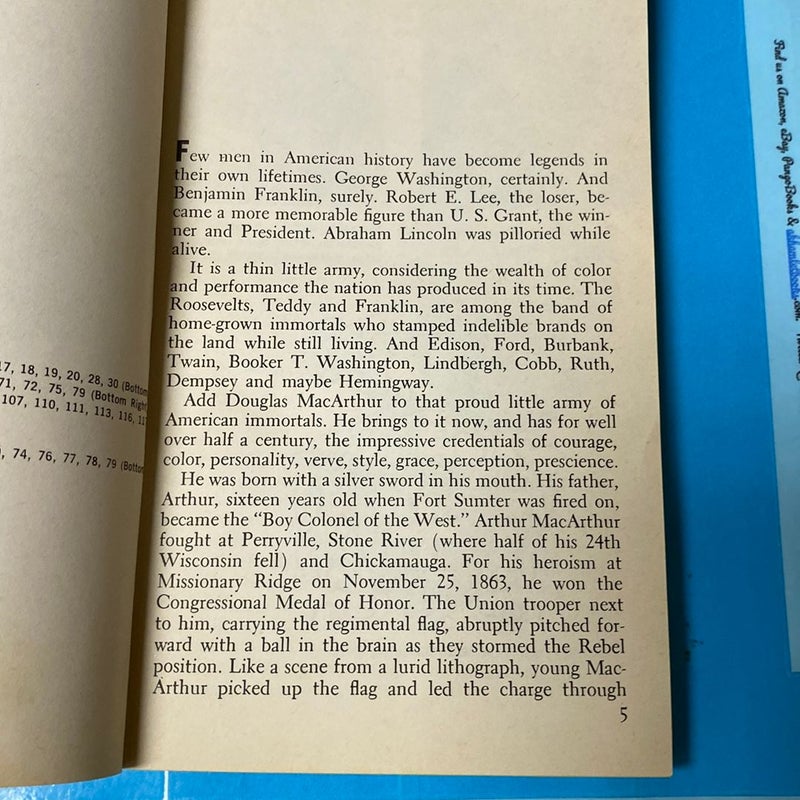 17, 18, 19, 20, 28, 30 (Bottom
71, 72, 75, 79 (Bottom Right)
107, 110, 111, 113, 116, 11
74, 76, 77, 78, 79 (Bottom
Few men in American history have become legends in
their own lifetimes. George Washington, certainly. And
Benjamin Franklin, surely. Robert E. Lee, the loser, be-
came a more memorable figure than U. S. Grant, the win-
ner and President. Abraham Lincoln was pilloried while
alive.
It is a thin little army, considering the wealth of color
and performance the nation has produced in its time. The
Roosevelts, Teddy and Franklin, are among the band of
home-grown immortals who stamped indelible brands on
the land while still living. And Edison, Ford, Burbank,
Twain, Booker T. Washington, Lindbergh, Cobb, Ruth,
Dempsey and maybe Hemingway.
Add Douglas MacArthur to that proud little army of
American immortals. He brings to it now, and has for well
over half a century, the impressive credentials of courage,
color, personality, verve, style, grace, perception, prescience.
He was born with a silver sword in his mouth. His father,
Arthur, sixteen years old when Fort Sumter was fired on,
became the "Boy Colonel of the West." Arthur MacArthur
fought at Perryville, Stone River (where half of his 24th
Wisconsin fell) and Chickamauga. For his heroism at
Missionary Ridge on November 25, 1863, he won the
Congressional Medal of Honor. The Union trooper next
to him, carrying the regimental flag, abruptly pitched for-
ward with a ball in the brain as they stormed the Rebel
position. Like a scene from a lurid lithograph, young Mac-
Arthur picked up the flag and led the charge through
5
Find us on Amazon, eBay, PangoBooks &